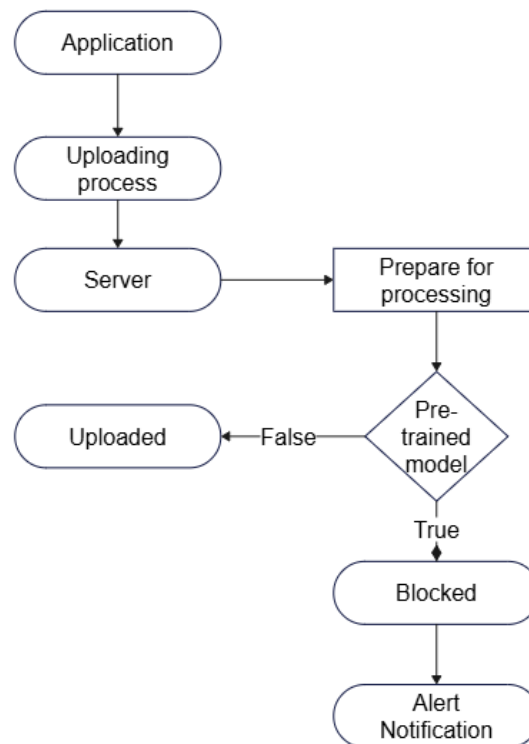 Application
Uploading
process
Server
Prepare for
processing
Pre-
trained
model
False
Uploaded
True
Blocked
Alert
Notification